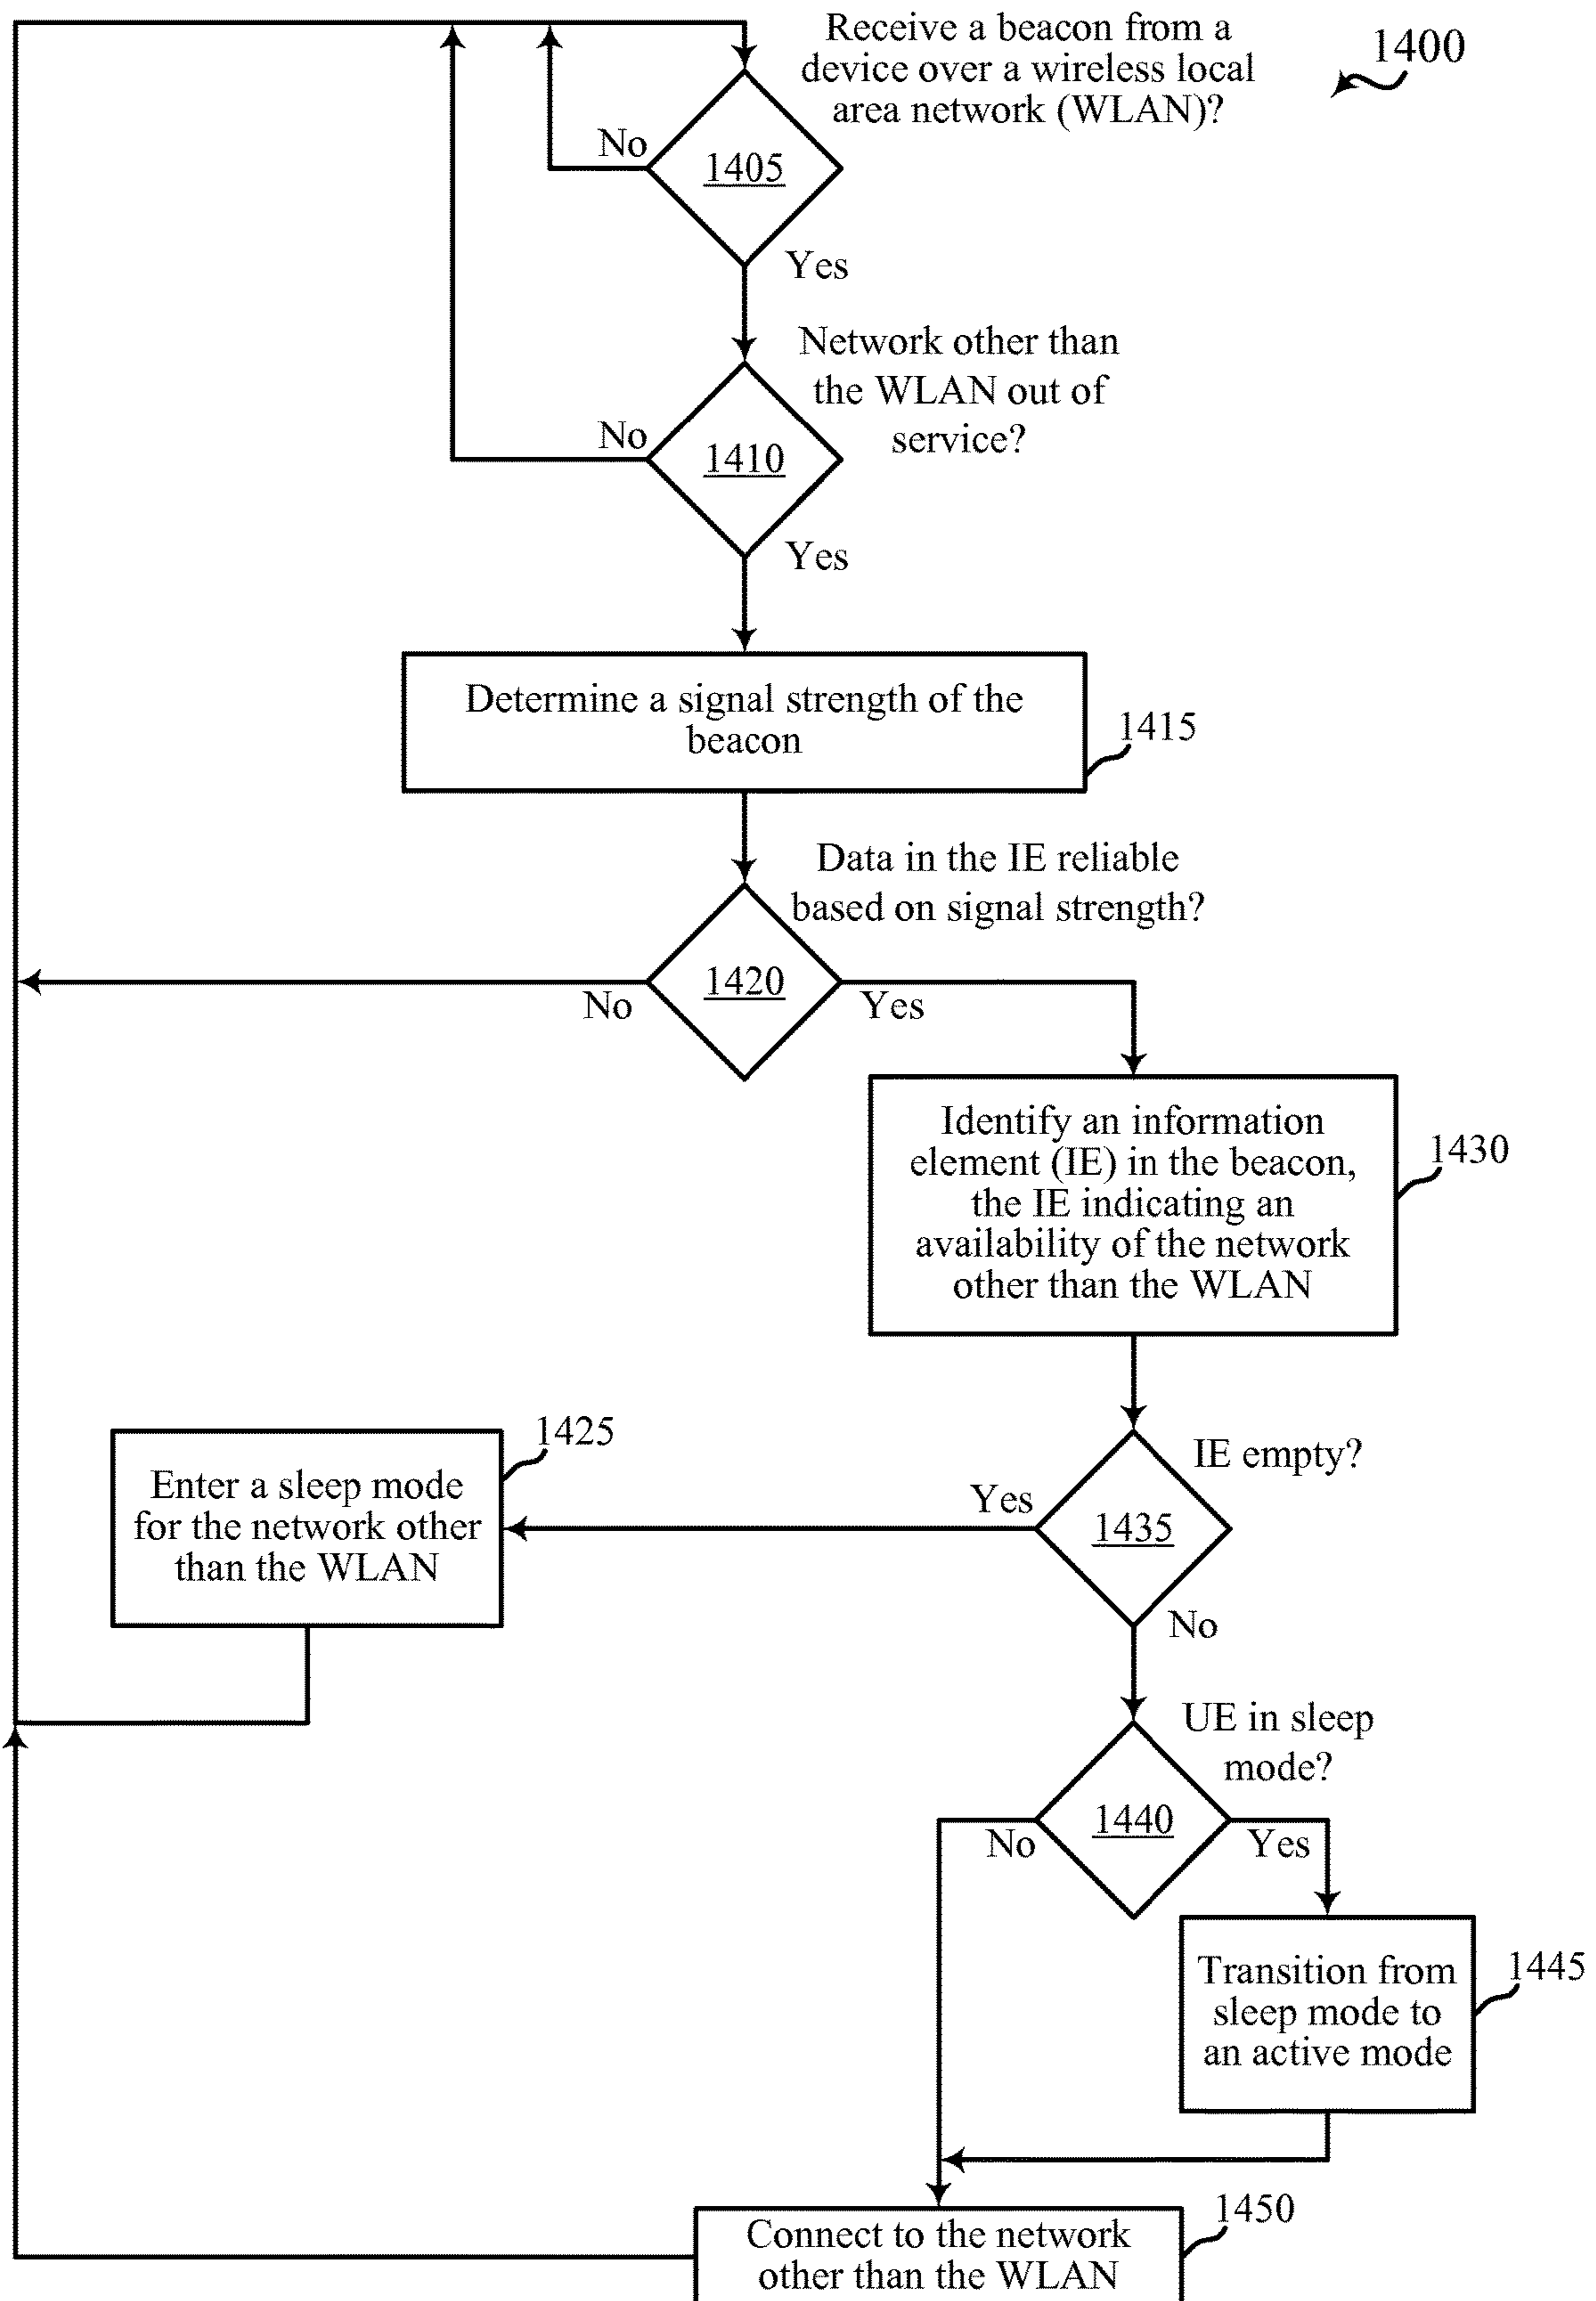 Receive a beacon from a
device over a wireless local
area network (WLAN)?
1400
No
1405
Yes
Network other than
the WLAN out of
service?
No
1410
Yes
Determine a signal strength of the
beacon
1415
Data in the IE reliable
based on signal strength?
1420
No
Yes
Identify an information
element (IE) in the beacon,
the IE indicating an
availability of the network
other than the WLAN
1430
1425
Enter a sleep mode
for the network other
than the WLAN
IE empty?
Yes
1435
No
UE in sleep
mode?
1440
No
Yes
Transition from
sleep mode to
an active mode
1445
1450
Connect to the network
other than the WLAN